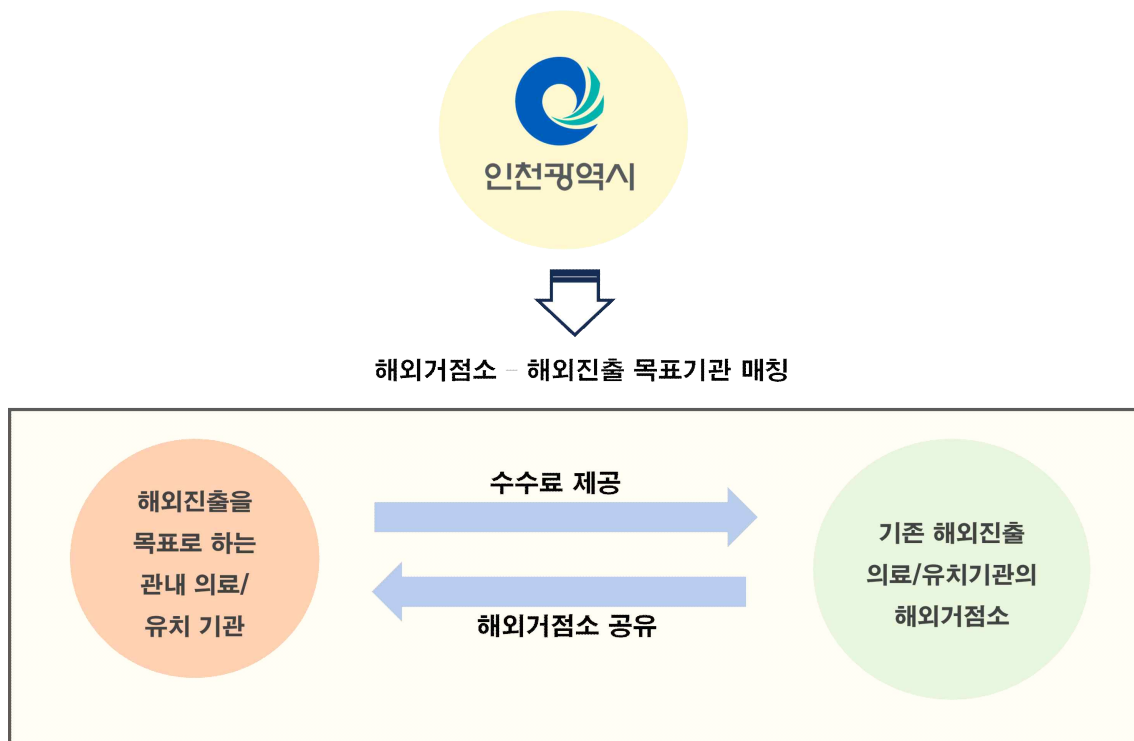 인천광역시
해외거점소 – 해외진출 목표기관 매칭
해외진출을
목표로 하는
관내 의료/
유치 기관
수수료 제공
해외거점소 공유
기존 해외진출
의료/유치기관의
해외거점소